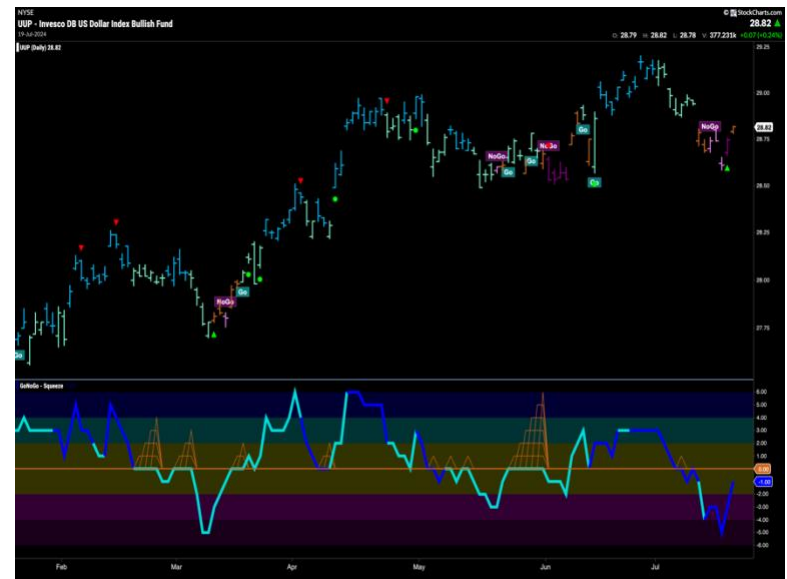 NYSE
© StockCharts.com
UUP - Invesco DB US Dollar Index Bullish Fund
28.82 ▲
19-Jul-2024
O: 28.79 H: 28.82 L: 28.78 V: 377.231k +0.07 (+0.24%)
UUP (Daily) 28.82
29.25
29.00
28.82
NoGo
Go
NoGo
28.75
NoGo
Go
Go
28.50
Go
28.25
28.00
NoGo
Go
27.75
Go
GoNoGo - Squeeze
6.00
5.00
4.00
3.00
2.00
1.00
0.00
-1.00
-2.00
-3.00
-4.00
-5.00
-6.00
Feb Mar Apr May Jun Jul